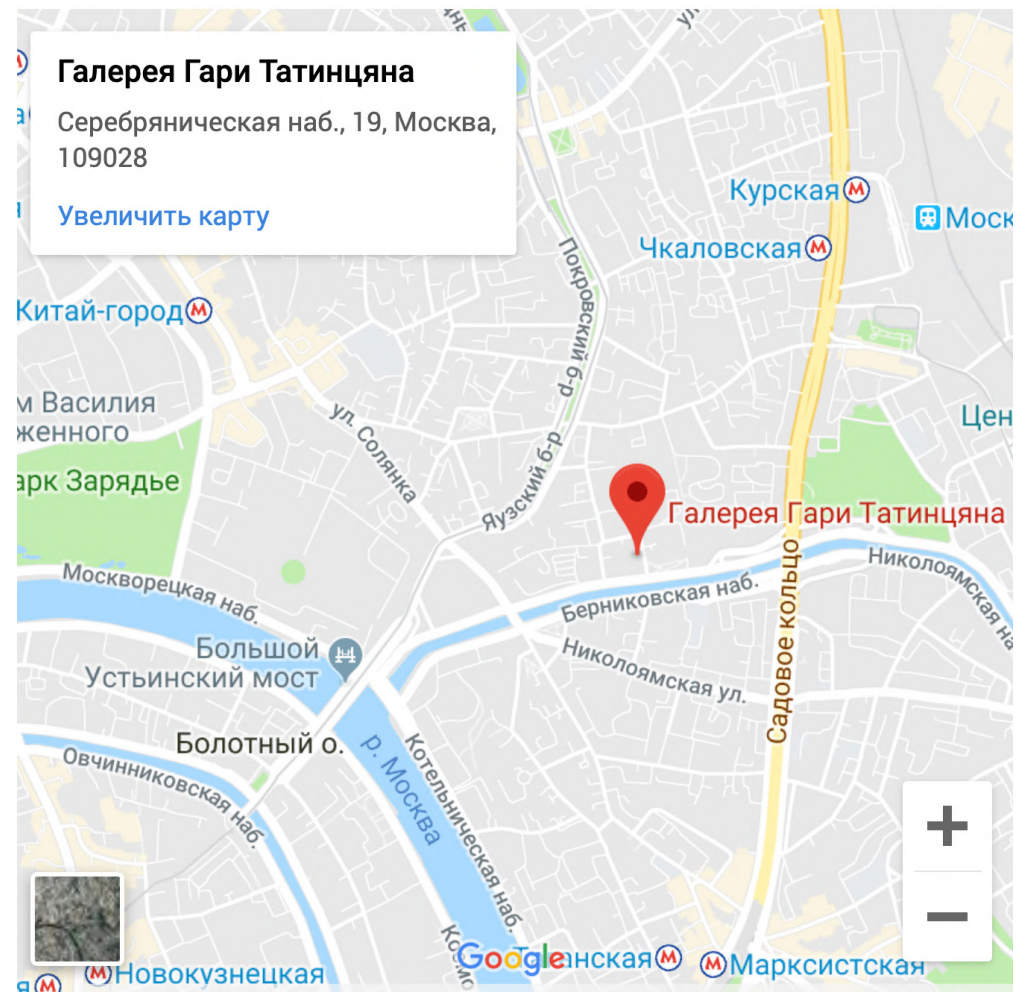 Галерея Гари Татинцяна
Серебряническая наб., 19, Москва,
109028
Увеличить карту
Курская
Чкаловская
Моск
Покровский б-р
Китай-город
м Василия
женного
ул. Солянка
Яузский б-р
Цен
арк Зарядье
Галерея Гари Татинцяна
Москворецкая наб.
Берниковская наб.
Николоямская на
Садовое кольцо
Большой
Устьинский мост
Николоямская ул.
Болотный о.
р. Москва
Котельническая наб.
Овчинниковская наб.
Google
Марксистская
Новокузнецкая